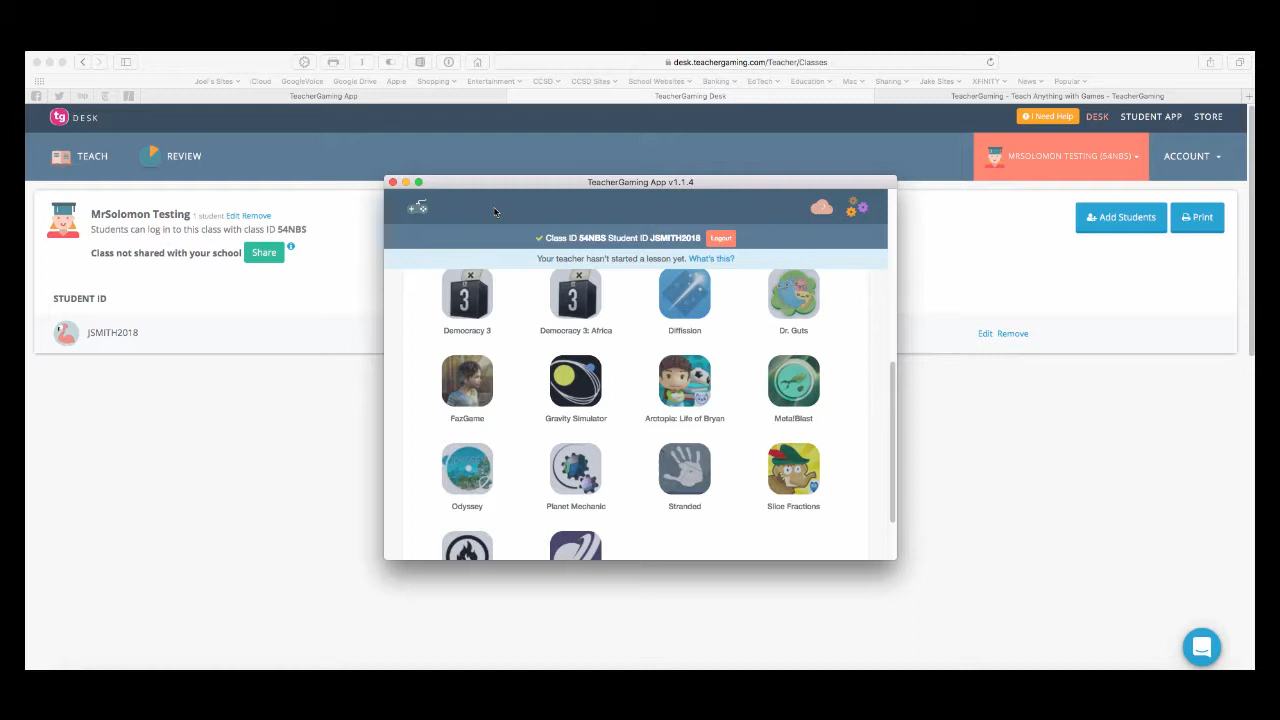 desk.teachergaming.com/Teacher/Classes
Joel's Sites iCloud GoogleVoice Google Drive Apple Shopping Entertainment CCSD CCSD Sites School Websites Banking EdTech Education Mac Sharing Jake Sites XFINITY News Popular
TeacherGaming App TeacherGaming Desk TeacherGaming - Teach Anything with Games - TeacherGaming
tg DESK I Need Help DESK STUDENT APP STORE
TEACH REVIEW MRSOLOMON TESTING (54NBS) ACCOUNT
TeacherGaming App v1.1.4
MrSolomon Testing 1 student Edit Remove
Students can log in to this class with class ID 54NBS
Add Students Print
Class not shared with your school Share
Class ID 54NBS Student ID JSMITH2018 Logout
Your teacher hasn't started a lesson yet. What's this?
STUDENT ID
JSMITH2018 Edit Remove
3 3
Democracy 3 Democracy 3: Africa Diffission Dr. Guts
FazGame Gravity Simulator Arctopia: Life of Bryan Meta!Blast
Odyssey Planet Mechanic Stranded Slice Fractions